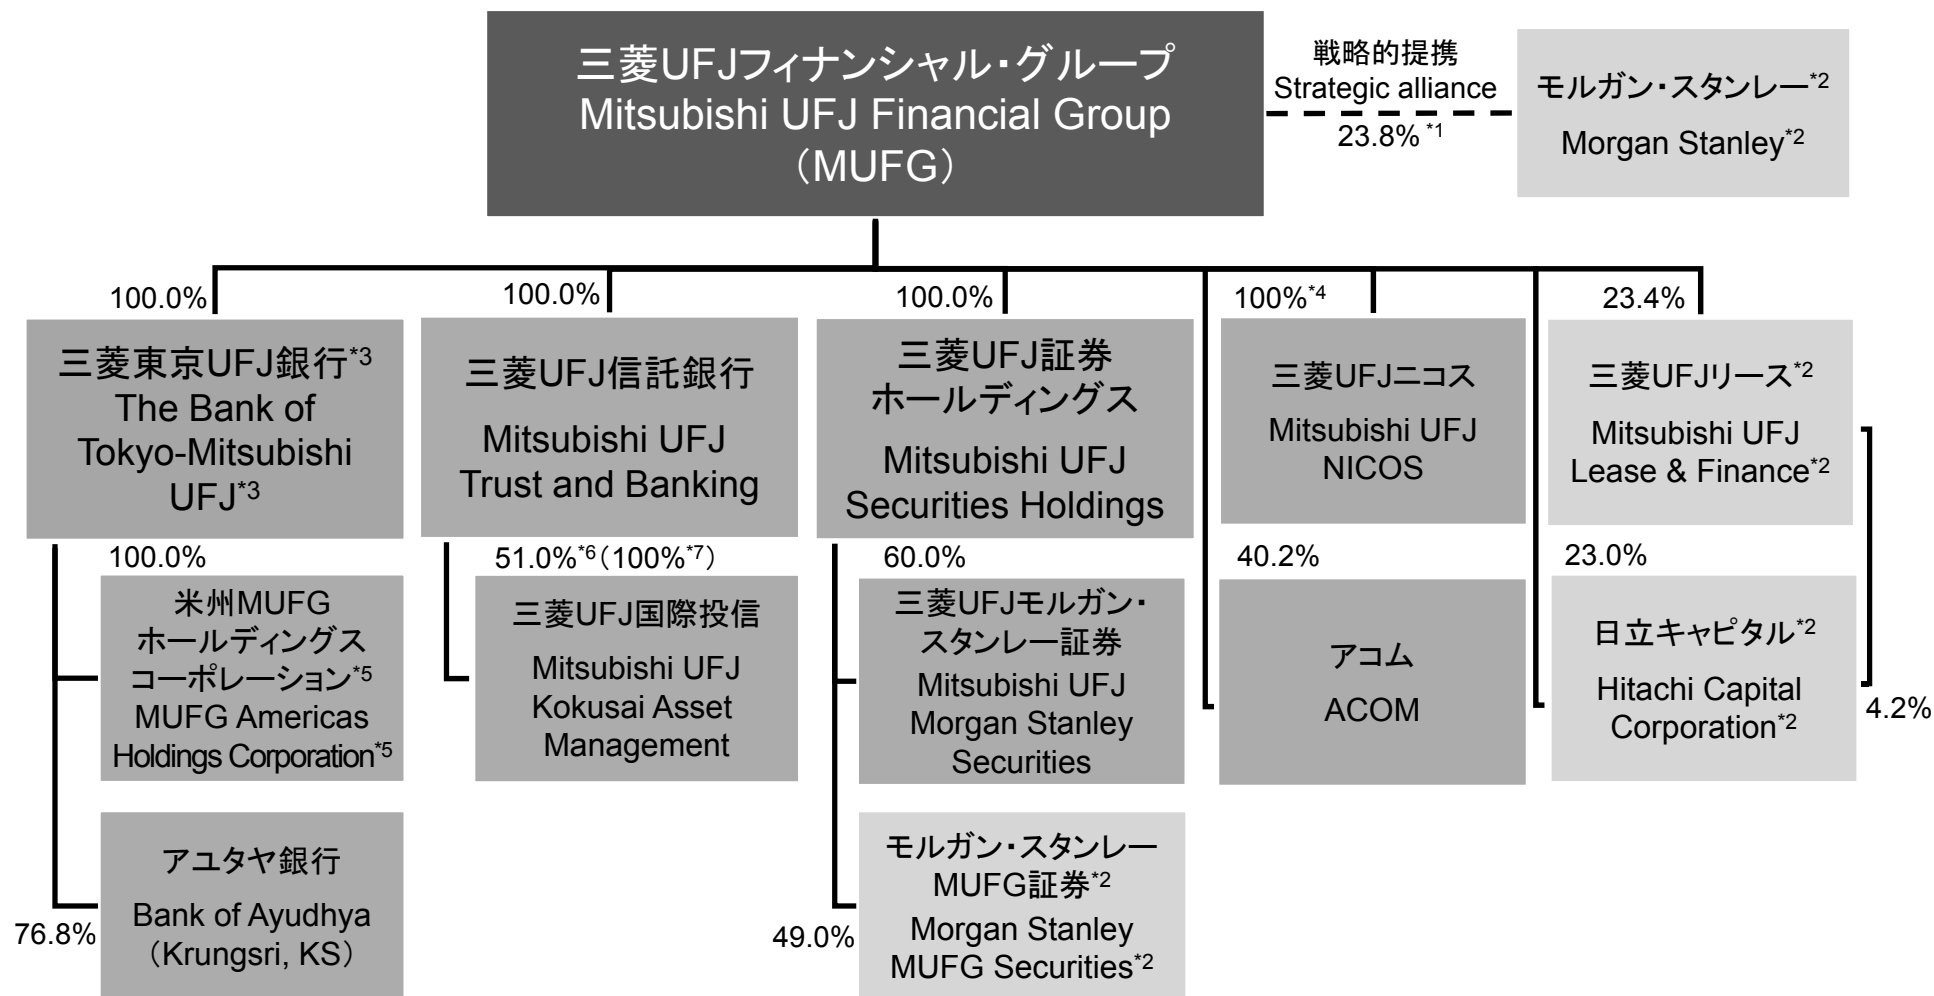 三菱UFJフィナンシャル・グループ
Mitsubishi UFJ Financial Group
（MUFG）
戦略的提携
Strategic alliance
23.8% *1
モルガン・スタンレー*2
Morgan Stanley*2
100.0%
三菱東京UFJ銀行*3
The Bank of
Tokyo-Mitsubishi
UFJ*3
100.0%
三菱UFJ信託銀行
Mitsubishi UFJ
Trust and Banking
100.0%
三菱UFJ証券
ホールディングス
Mitsubishi UFJ
Securities Holdings
100%*4
三菱UFJニコス
Mitsubishi UFJ
NICOS
23.4%
三菱UFJリース*2
Mitsubishi UFJ
Lease & Finance*2
100.0%
米州MUFG
ホールディングス
コーポレーション*5
MUFG Americas
Holdings Corporation*5
51.0%*6（100%*7）
三菱UFJ国際投信
Mitsubishi UFJ
Kokusai Asset
Management
60.0%
三菱UFJモルガン・
スタンレー証券
Mitsubishi UFJ
Morgan Stanley
Securities
40.2%
アコム
ACOM
23.0%
日立キャピタル*2
Hitachi Capital
Corporation*2
4.2%
76.8%
アユタヤ銀行
Bank of Ayudhya
（Krungsri, KS）
49.0%
モルガン・スタンレー
MUFG証券*2
Morgan Stanley
MUFG Securities*2